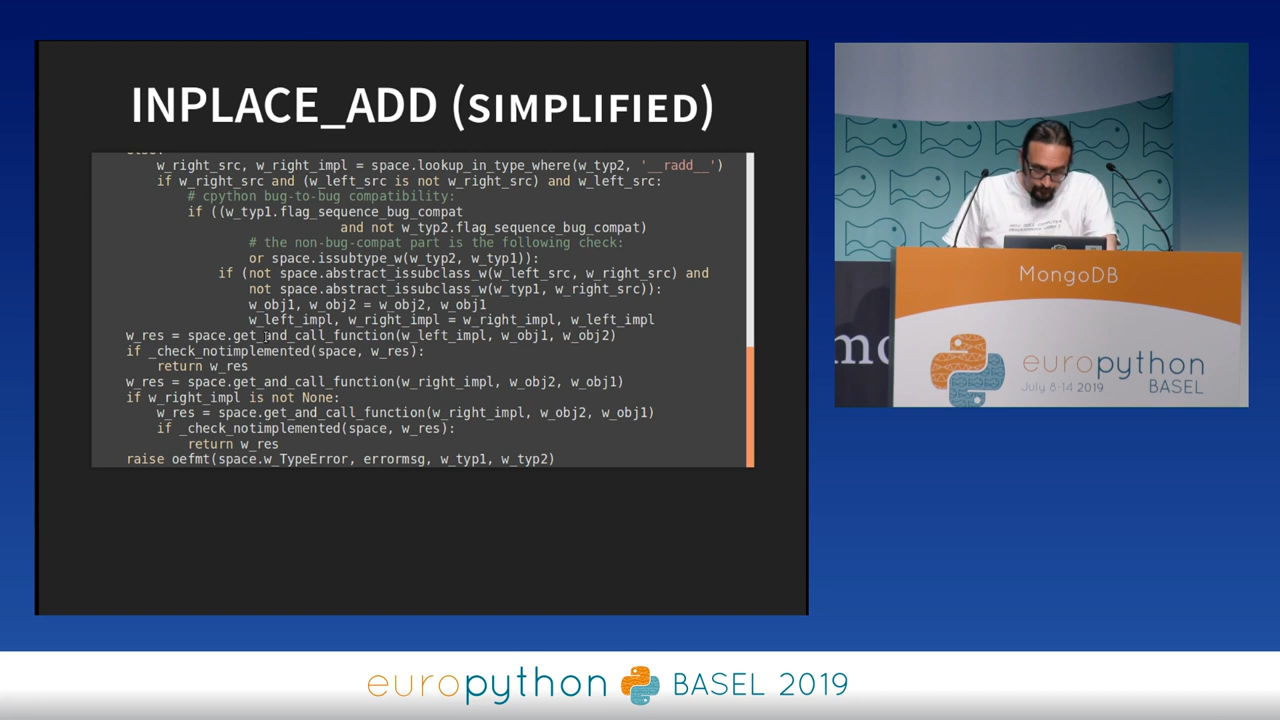 INPLACE_ADD (SIMPLIFIED)
else:
w_right_src, w_right_impl = space.lookup_in_type_where(w_typ2, '__radd__')
if w_right_src and (w_left_src is not w_right_src) and w_left_src:
# cpython bug-to-bug compatibility:
if ((w_typ1.flag_sequence_bug_compat
and not w_typ2.flag_sequence_bug_compat)
# the non-bug-compat part is the following check:
or space.issubtype_w(w_typ2, w_typ1)):
if (not space.abstract_issubclass_w(w_left_src, w_right_src) and
not space.abstract_issubclass_w(w_typ1, w_right_src)):
w_obj1, w_obj2 = w_obj2, w_obj1
w_left_impl, w_right_impl = w_right_impl, w_left_impl
w_res = space.get_and_call_function(w_left_impl, w_obj1, w_obj2)
if _check_notimplemented(space, w_res):
return w_res
w_res = space.get_and_call_function(w_right_impl, w_obj2, w_obj1)
if w_right_impl is not None:
w_res = space.get_and_call_function(w_right_impl, w_obj2, w_obj1)
if _check_notimplemented(space, w_res):
return w_res
raise oefmt(space.w_TypeError, errormsg, w_typ1, w_typ2)
MongoDB
mo
europython
July 8-14 2019 BASEL
europython BASEL 2019